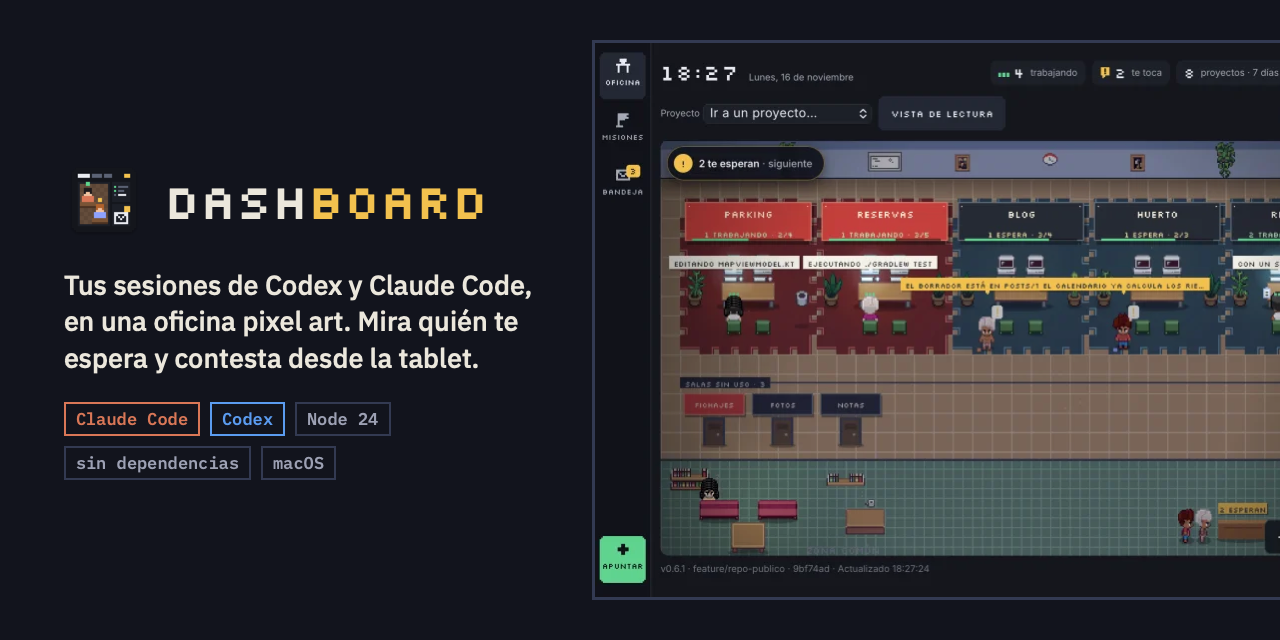 DASHBOARD
Tus sesiones de Codex y Claude Code,
en una oficina pixel art. Mira quién te
espera y contesta desde la tablet.
Claude Code Codex Node 24
sin dependencias macOS
OFICINA
MISIONES
3
BANDEJA
APUNTAR
18:27 Lunes, 16 de noviembre
4 trabajando 2 te toca 8 proyectos · 7 días
Proyecto Ir a un proyecto... VISTA DE LECTURA
! 2 te esperan · siguiente
PARKING RESERVAS BLOG HUERTO
1 TRABAJANDO · 2/4 1 TRABAJANDO · 3/5 1 ESPERA · 3/4 1 ESPERA · 2/3
EDITANDO MAPVIEWMODEL.KT EJECUTANDO ./GRADLEW TEST CON UN S
EL BORRADOR ESTÁ EN POSTS/? EL CALENDARIO YA CALCULA LOS RIE...
SALAS SIN USO · 3
FICHAJES FOTOS NOTAS
2 ESPERAN
v0.6.1 · feature/repo-publico · 9bf74ad · Actualizado 18:27:24